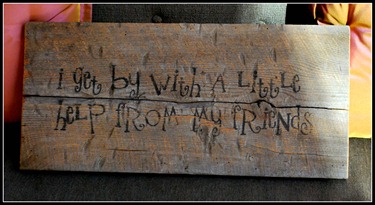 i get by with A little
help from my friends